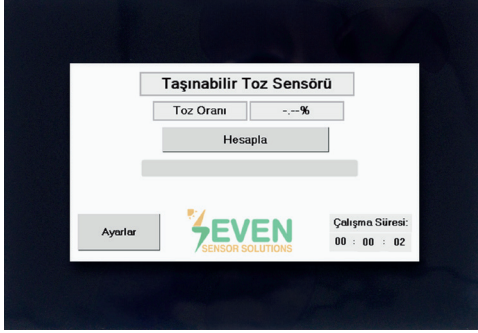 Taşınabilir Toz Sensörü
Toz Oranı -.--%
Hesapla
Ayarlar
SEVEN
SENSOR SOLUTIONS
Çalışma Süresi:
00 : 00 : 02